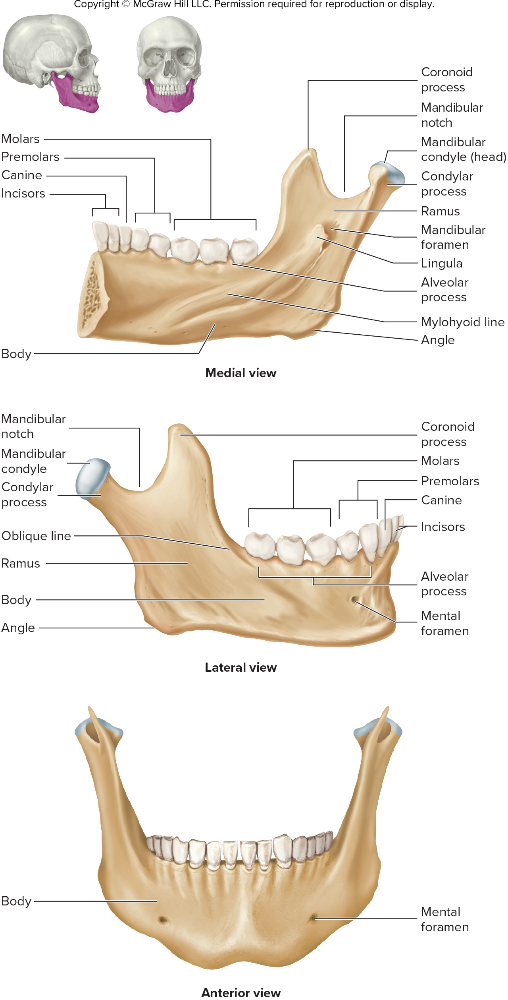 Copyright © McGraw Hill LLC. Permission required for reproduction or display.
Coronoid
process
Mandibular
notch
Molars
Mandibular
condyle (head)
Premolars
Canine
Condylar
process
Incisors
Ramus
Mandibular
foramen
Lingula
Alveolar
process
Mylohyoid line
Angle
Body
Medial view
Mandibular
notch
Coronoid
process
Mandibular
condyle
Molars
Premolars
Condylar
process
Canine
Incisors
Oblique line
Ramus
Alveolar
process
Body
Mental
foramen
Angle
Lateral view
Body
Mental
foramen
Anterior view